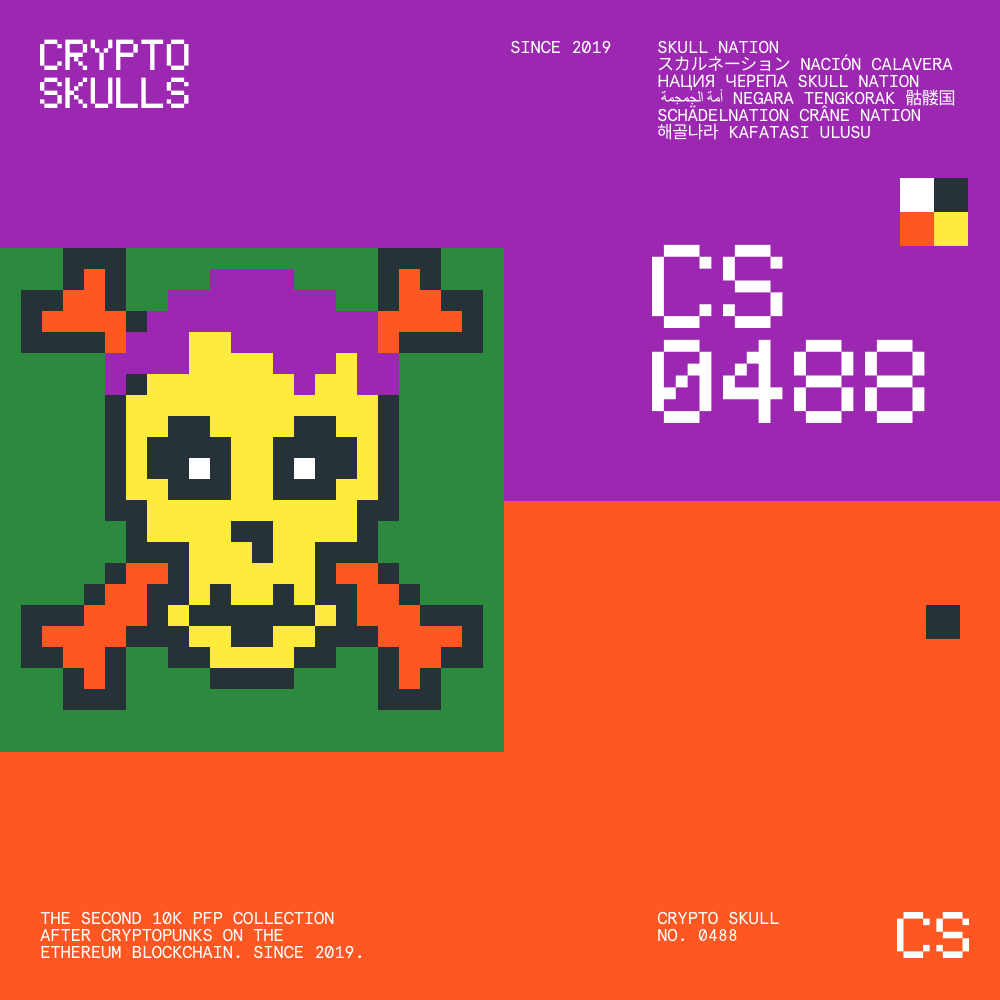 CRYPTO
SKULLS
SINCE 2019
SKULL NATION
スカルネーション NACIÓN CALAVERA
НАЦИЯ ЧЕРЕПА SKULL NATION
أمة الجمجمة NEGARA TENGKORAK 骷髅国
SCHÄDELNATION CRÂNE NATION
해골나라 KAFATASI ULUSU
CS
0488
THE SECOND 10K PFP COLLECTION
AFTER CRYPTOPUNKS ON THE
ETHEREUM BLOCKCHAIN. SINCE 2019.
CRYPTO SKULL
NO. 0488
CS